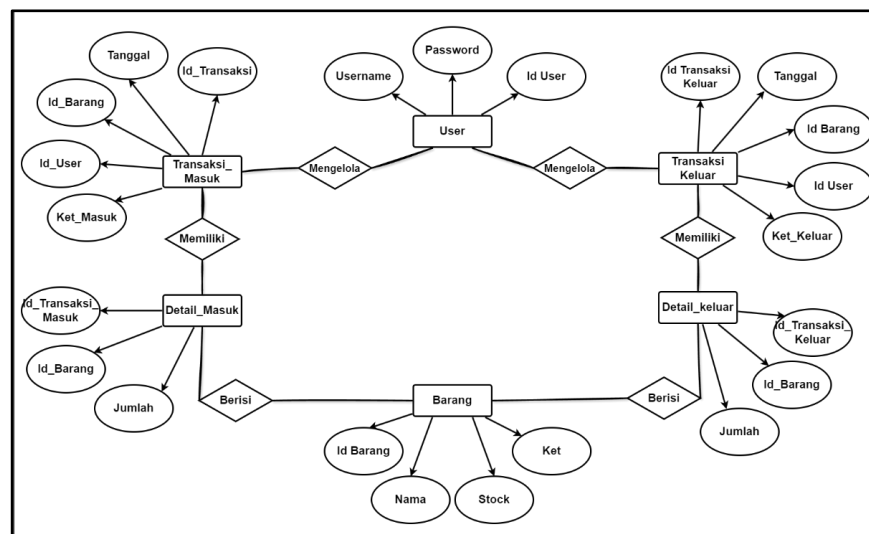 Tanggal
Id_Transaksi
Id_Barang
Id_User
Ket_Masuk
Transaksi_
Masuk
Mengelola
Username
Password
Id User
User
Mengelola
Id Transaksi
Keluar
Tanggal
Id Barang
Id User
Ket_Keluar
Transaksi
Keluar
Memiliki
Memiliki
Id_Transaksi_
Masuk
Detail_Masuk
Id_Barang
Jumlah
Detail_keluar
Id_Transaksi_
Keluar
Id_Barang
Jumlah
Berisi
Barang
Berisi
Id Barang
Nama
Stock
Ket